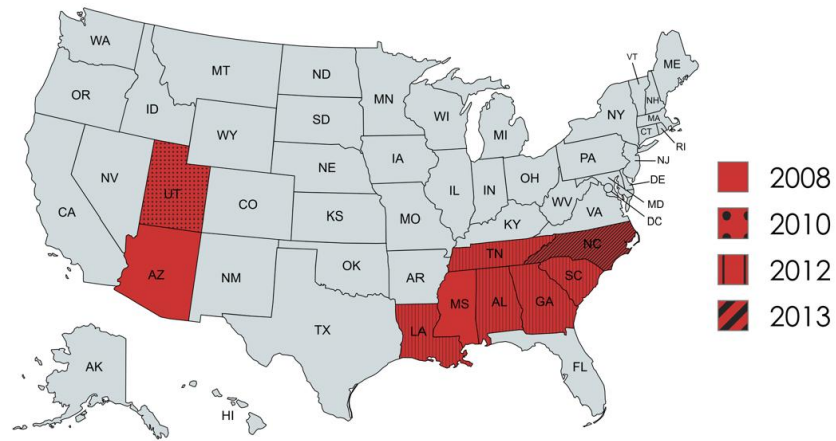 WA
MT
ND
MN
VT
ME
OR
ID
SD
WI
MI
NY
NH
MA
CT
RI
WY
NE
IA
PA
NJ
NV
UT
CO
IL
IN
OH
DE
MD
DC
CA
KS
MO
KY
WV
VA
AZ
NM
OK
AR
TN
NC
SC
MS
AL
GA
TX
LA
FL
AK
HI
2008
2010
2012
2013